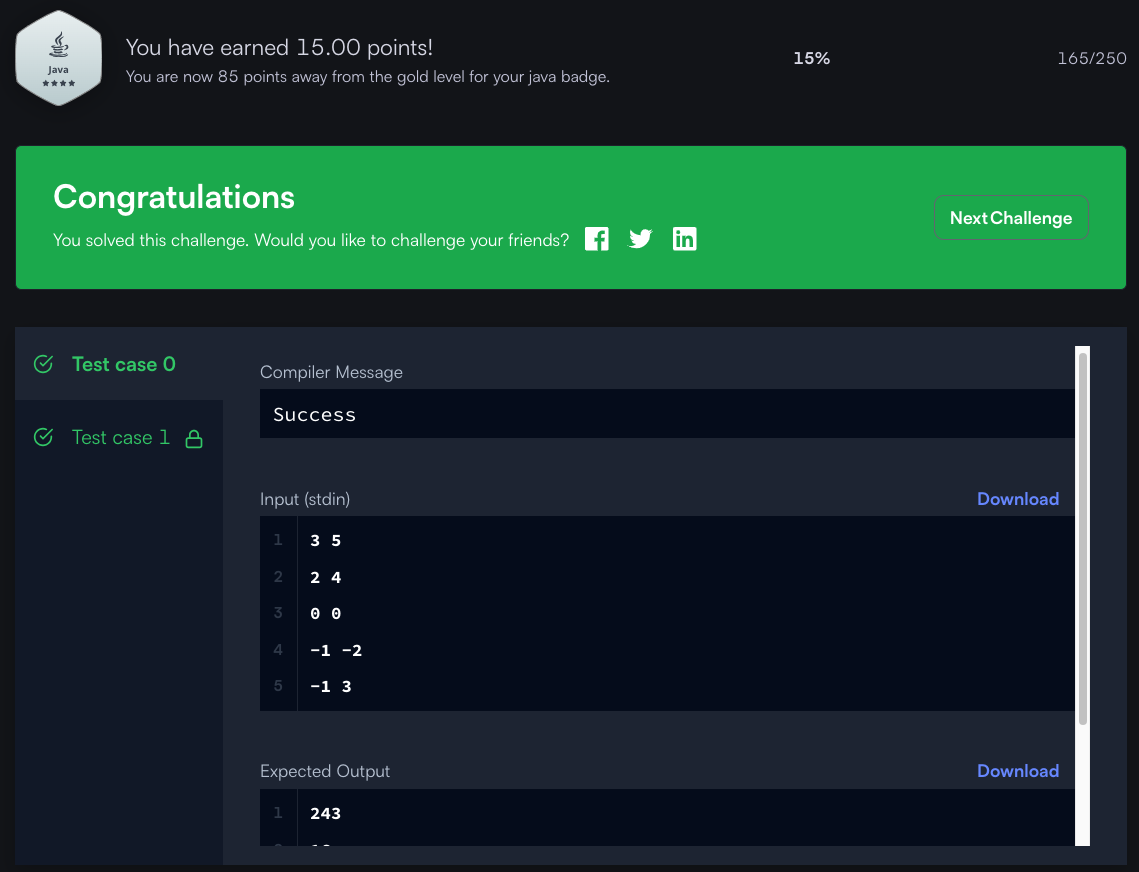 Java
You have earned 15.00 points!
You are now 85 points away from the gold level for your java badge.
15%
165/250
Congratulations
You solved this challenge. Would you like to challenge your friends?
Next Challenge
Test case 0
Test case 1
Compiler Message
Success
Input (stdin)
Download
1 3 5
2 2 4
3 0 0
4 -1 -2
5 -1 3
Expected Output
Download
1 243